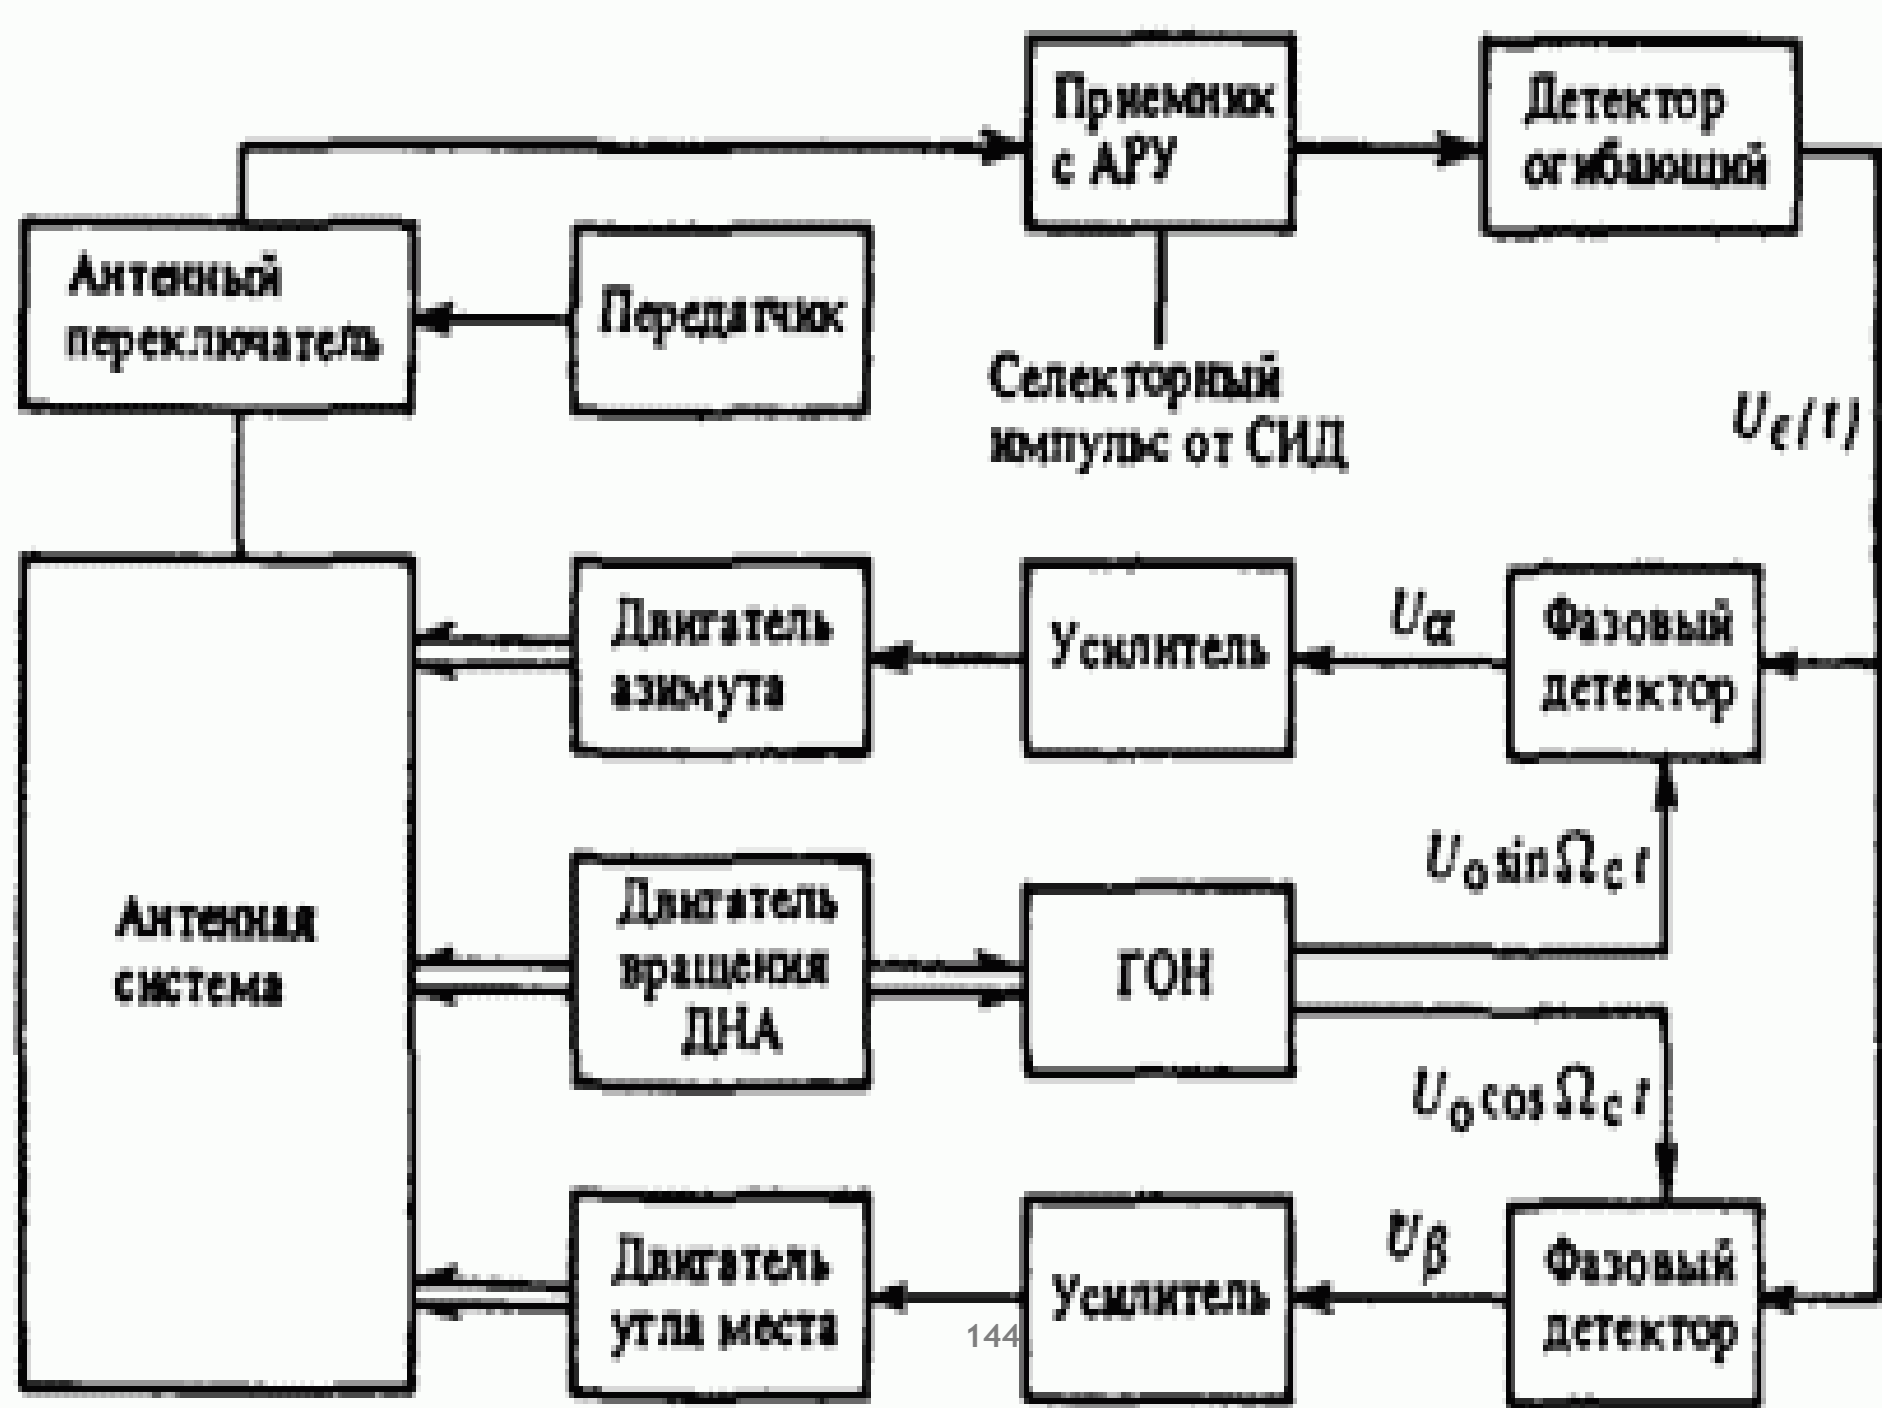 Приемник
с АРУ
Детектор
огибающий
Антенный
переключатель
Передатчик
Селекторный
импульс от СИД
Uε(t)
Двигатель
азимута
Усилитель
Uα
Фазовый
детектор
U₀ sin Ωc t
Антенная
система
Двигатель
вращения
ДНА
ГОН
U₀ cos Ωc t
Двигатель
угла места
Усилитель
Uβ
Фазовый
детектор
144